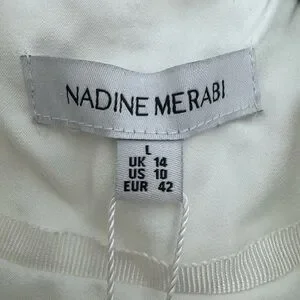 NADINE MERABI
L
UK 14
US 10
EUR 42